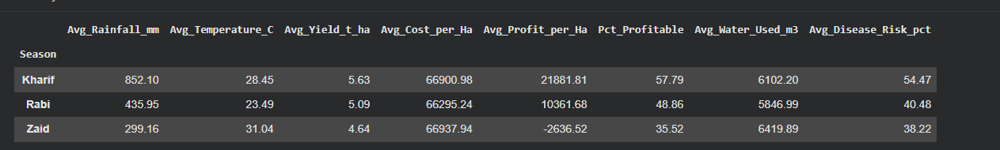 Avg_Rainfall_mm Avg_Temperature_C Avg_Yield_t_ha Avg_Cost_per_Ha Avg_Profit_per_Ha Pct_Profitable Avg_Water_Used_m3 Avg_Disease_Risk_pct
Season
Kharif 852.10 28.45 5.63 66900.98 21881.81 57.79 6102.20 54.47
Rabi 435.95 23.49 5.09 66295.24 10361.68 48.86 5846.99 40.48
Zaid 299.16 31.04 4.64 66937.94 -2636.52 35.52 6419.89 38.22